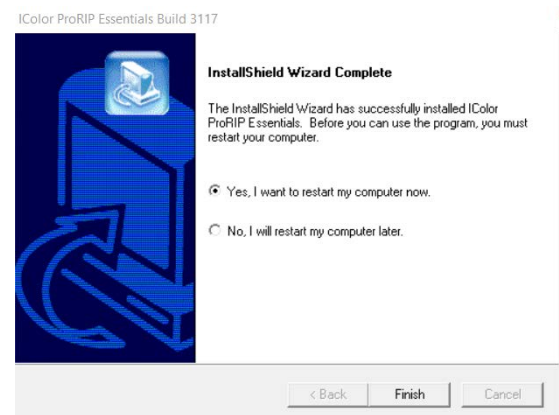 IColor ProRIP Essentials Build 3117
InstallShield Wizard Complete
The InstallShield Wizard has successfully installed IColor
ProRIP Essentials. Before you can use the program, you must
restart your computer.
Yes, I want to restart my computer now.
No, I will restart my computer later.
< Back
Finish
Cancel